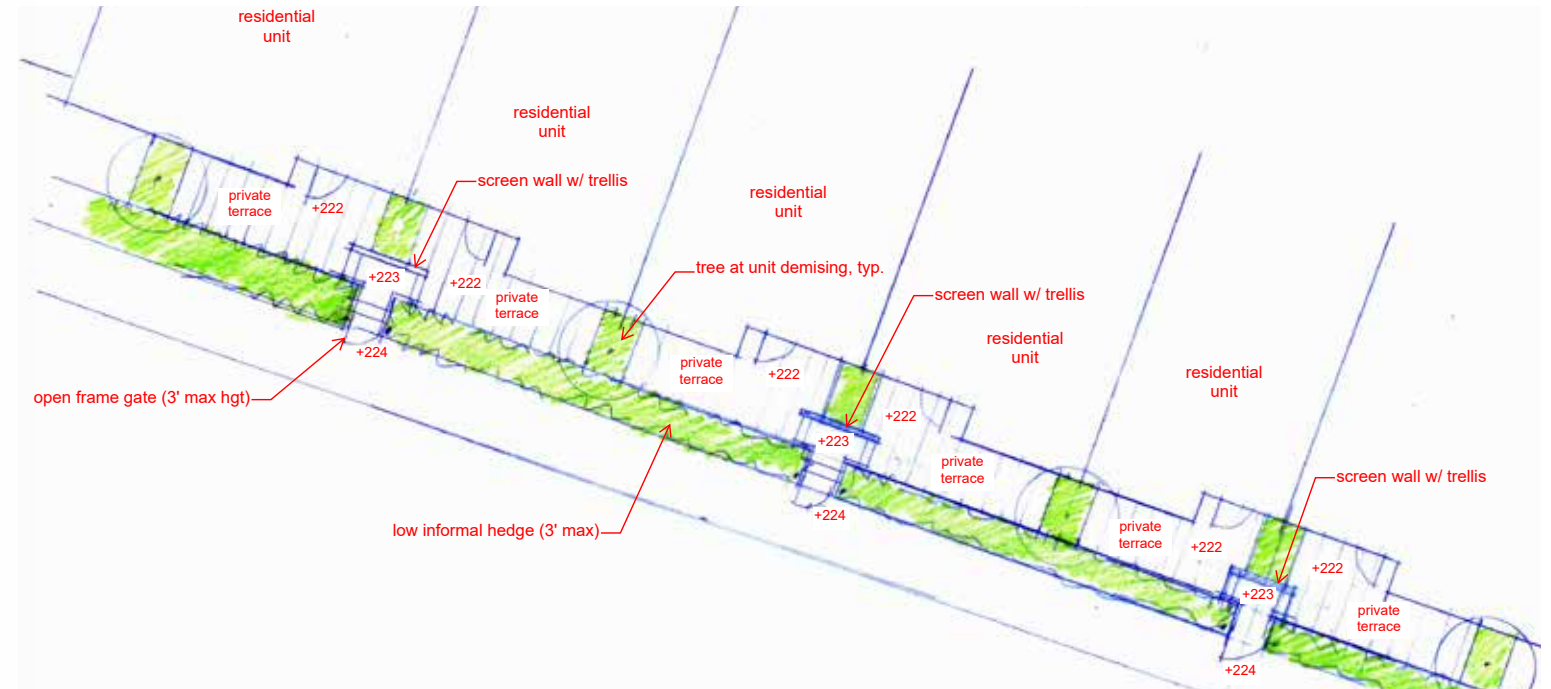 residential
unit
residential
unit
screen wall w/ trellis
private
terrace
+222
residential
unit
+223
+222
private
terrace
tree at unit demising, typ.
screen wall w/ trellis
+224
residential
unit
private
terrace
+222
residential
unit
open frame gate (3' max hgt)
+222
+223
private
terrace
screen wall w/ trellis
low informal hedge (3' max)
+224
private
terrace
+222
+222
+223
private
terrace
+224